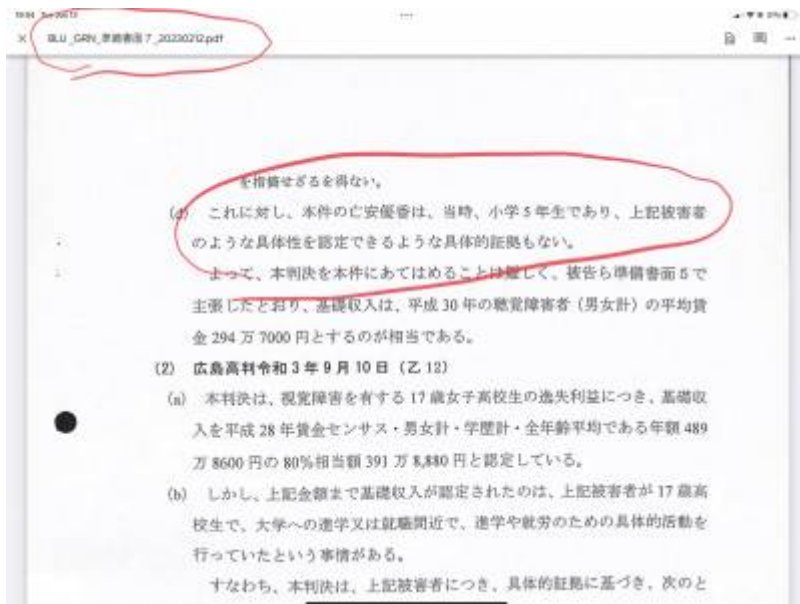 BLU_GRN_準備書面7_20230212.pdf
を指摘せざるを得ない。
(d) これに対し、本件の亡安優香は、当時、小学5年生であり、上記被害者
のような具体性を認定できるような具体的証拠もない。
よって、本判決を本件にあてはめることは難しく、被告ら準備書面5で
主張したとおり、基礎収入は、平成30年の聴覚障害者(男女計)の平均賃
金294万7000円とするのが相当である。
(2) 広島高判令和3年9月10日(乙12)
(a) 本判決は、視覚障害を有する17歳女子高校生の逸失利益につき、基礎収
入を平成28年賃金センサス・男女計・学歴計・全年齢平均である年額489
万8600円の80%相当額391万8,880円と認定している。
(b) しかし、上記金額まで基礎収入が認定されたのは、上記被害者が17歳高
校生で、大学への進学又は就職間近で、進学や就労のための具体的活動を
行っていたという事情がある。
すなわち、本判決は、上記被害者につき、具体的証拠に基づき、次のと